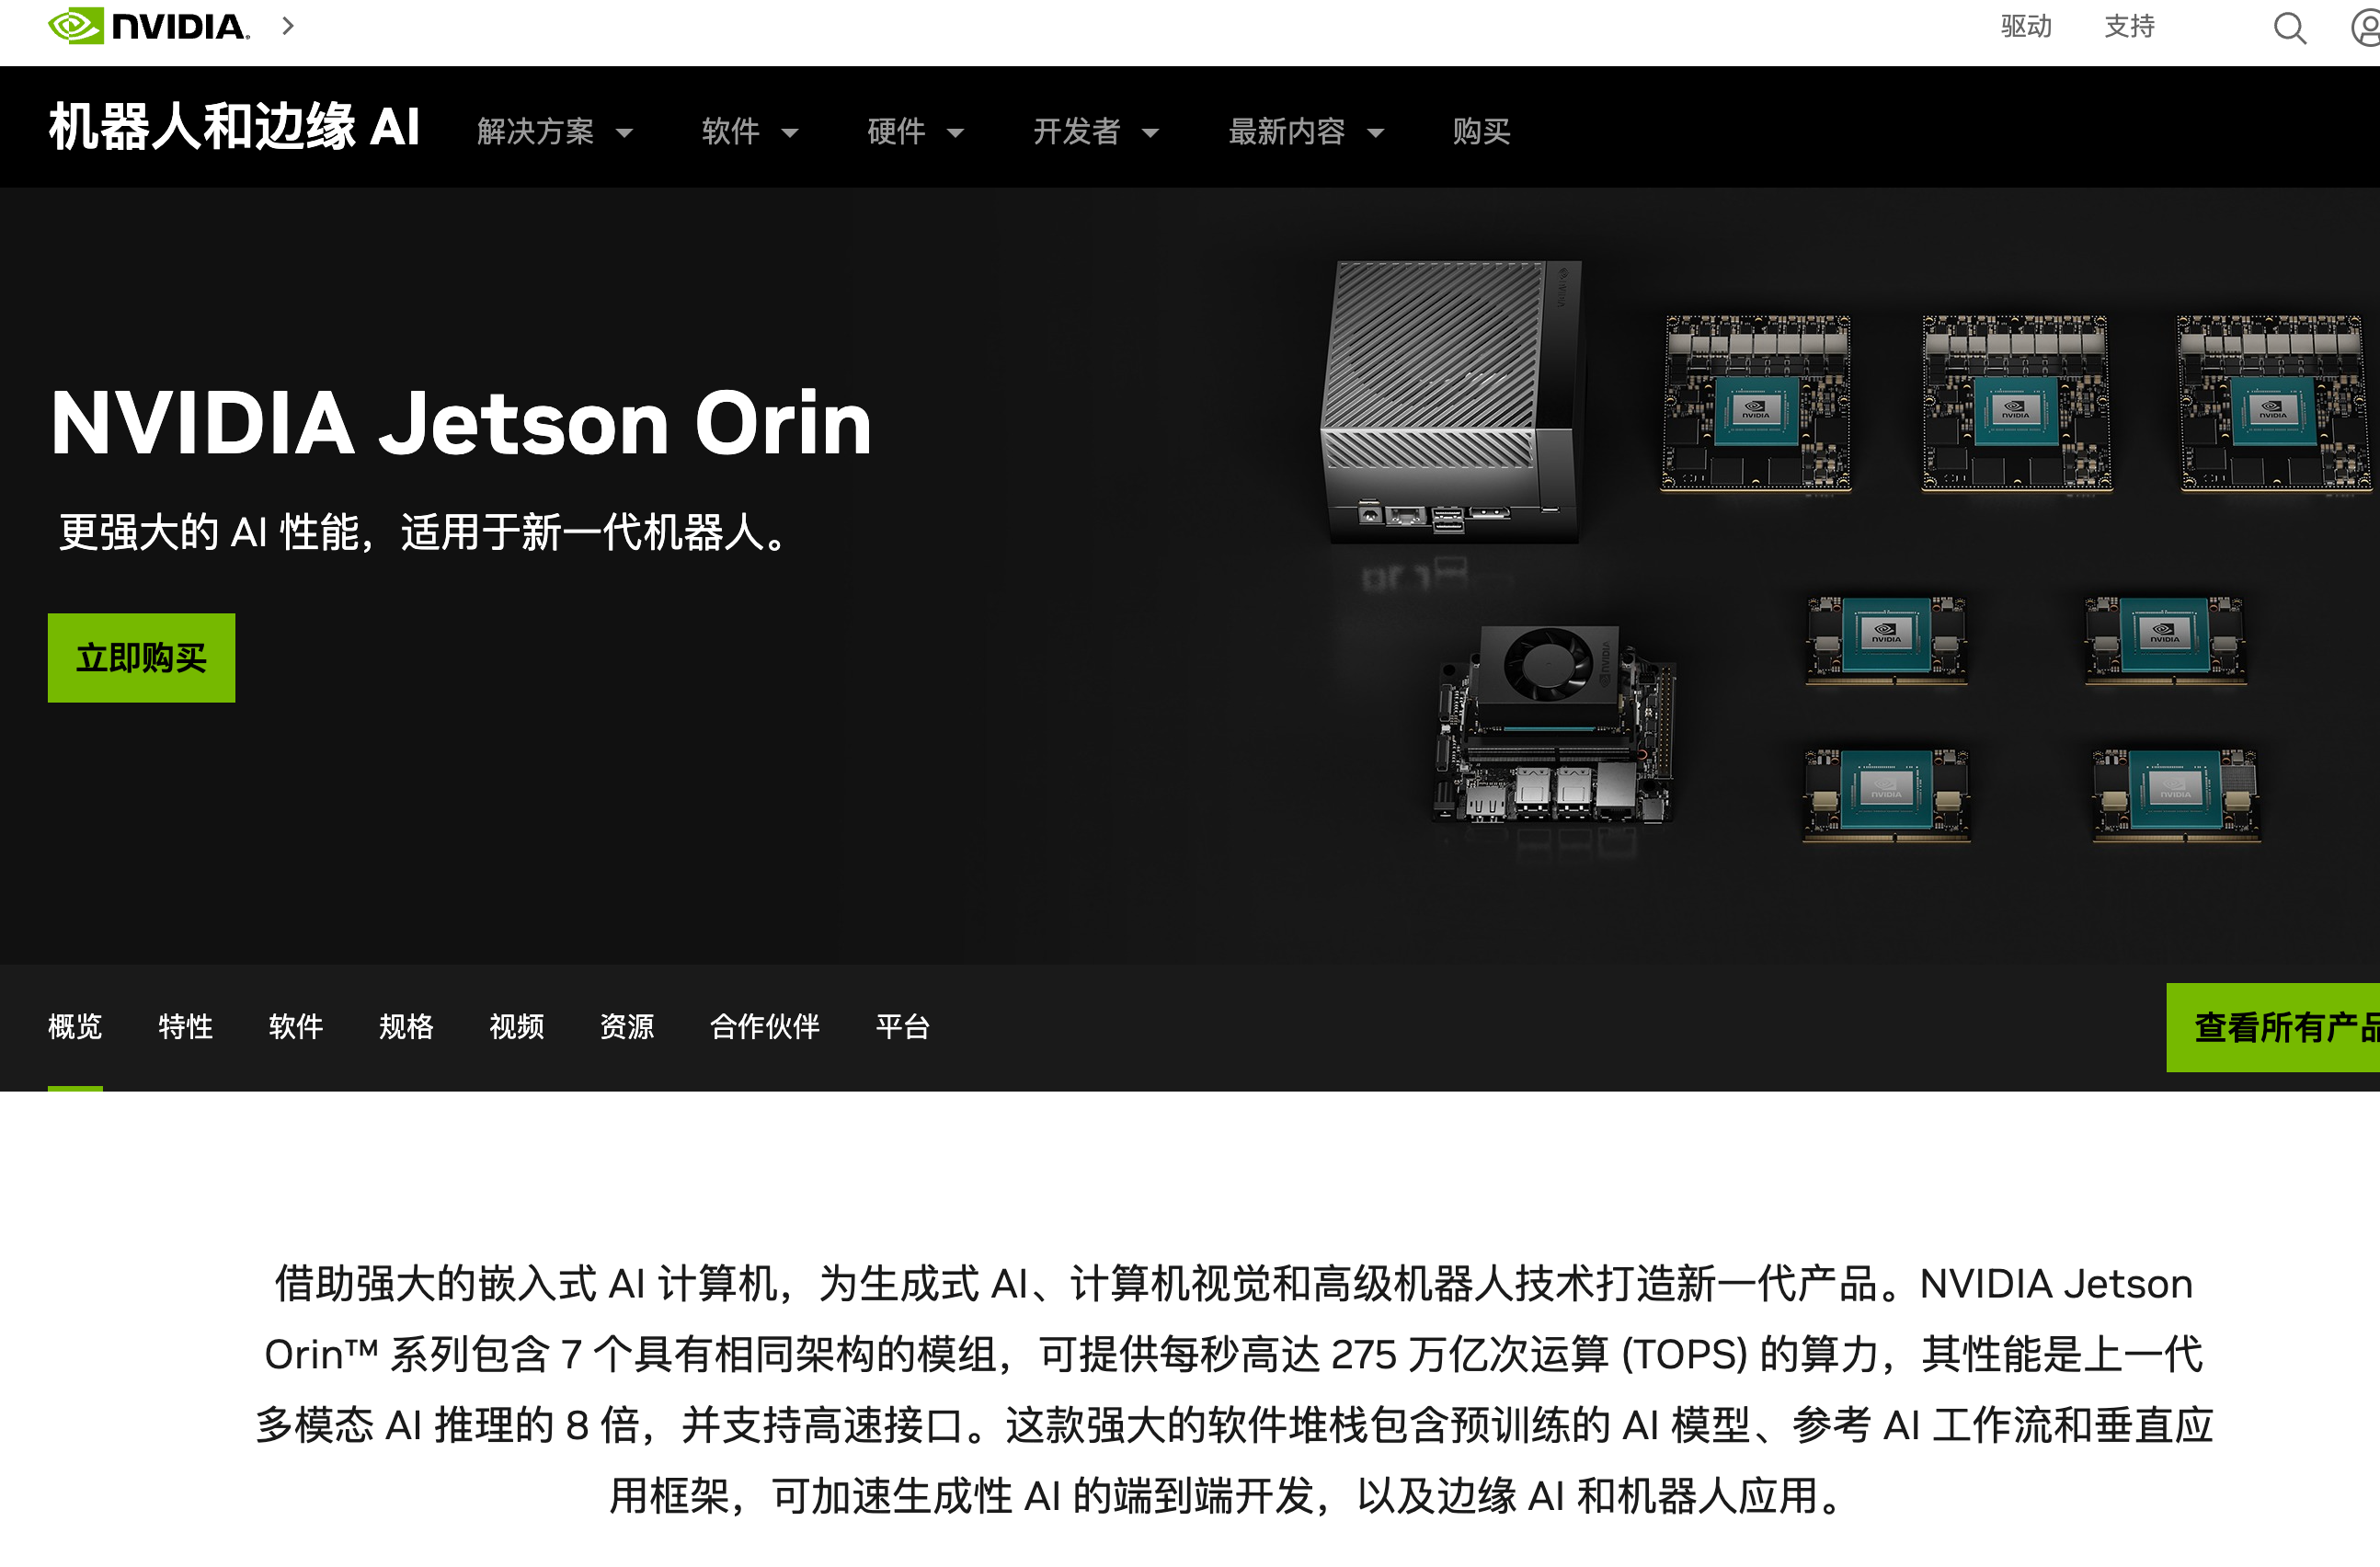 NVIDIA.
驱动 支持
机器人和边缘 AI 解决方案 软件 硬件 开发者 最新内容 购买
NVIDIA Jetson Orin
更强大的 AI 性能，适用于新一代机器人。
立即购买
NVIDIA
NVIDIA
NVIDIA
NVIDIA
NVIDIA
NVIDIA
NVIDIA
NVIDIA
NVIDIA
概览 特性 软件 规格 视频 资源 合作伙伴 平台
查看所有产品
借助强大的嵌入式 AI 计算机，为生成式 AI、计算机视觉和高级机器人技术打造新一代产品。NVIDIA Jetson
Orin™ 系列包含 7 个具有相同架构的模组，可提供每秒高达 275 万亿次运算 (TOPS) 的算力，其性能是上一代
多模态 AI 推理的 8 倍，并支持高速接口。这款强大的软件堆栈包含预训练的 AI 模型、参考 AI 工作流和垂直应
用框架，可加速生成性 AI 的端到端开发，以及边缘 AI 和机器人应用。